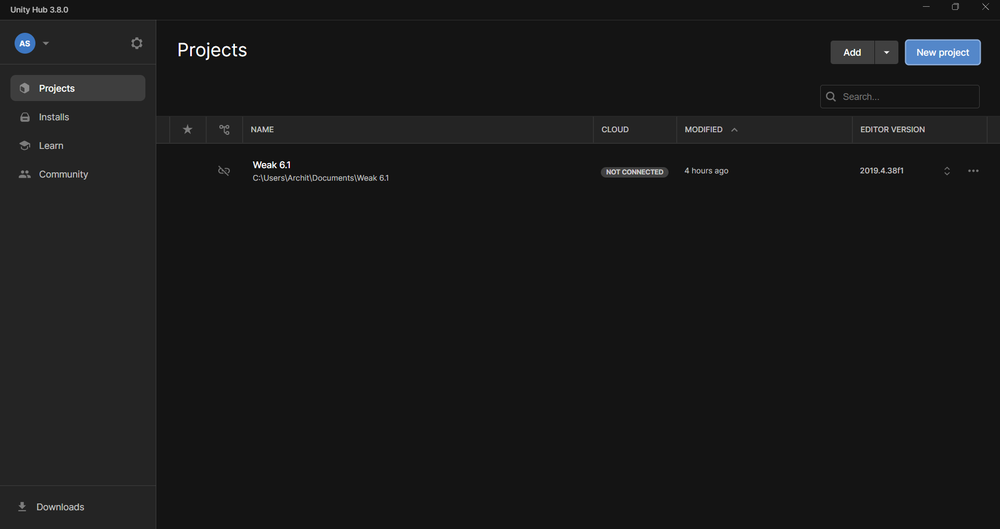 Unity Hub 3.8.0
AS
Projects
Installs
Learn
Community
Downloads
Projects
Add
New project
Search...
NAME
CLOUD
MODIFIED
EDITOR VERSION
Weak 6.1
C:\Users\Archit\Documents\Weak 6.1
NOT CONNECTED
4 hours ago
2019.4.38f1